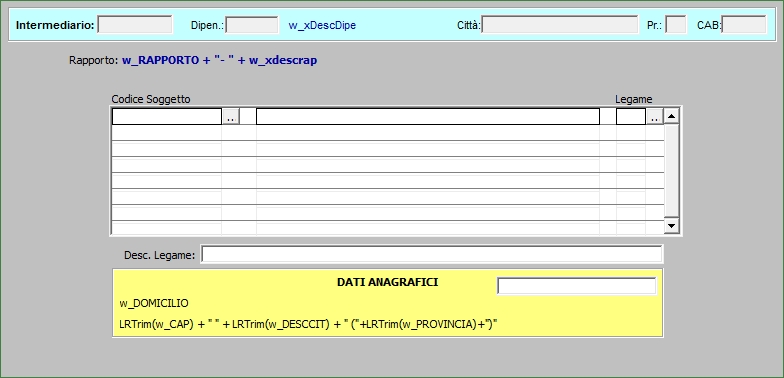 Intermediario: Dipen.: w_xDescDipe Città: Pr.: CAB:
Rapporto: w_RAPPORTO + "- " + w_xdescrap
Codice Soggetto Legame
... ...
Desc. Legame:
DATI ANAGRAFICI
w_DOMICILIO
LRTrim(w_CAP) + " " + LRTrim(w_DESCCIT) + " ("+LRTrim(w_PROVINCIA)+")"